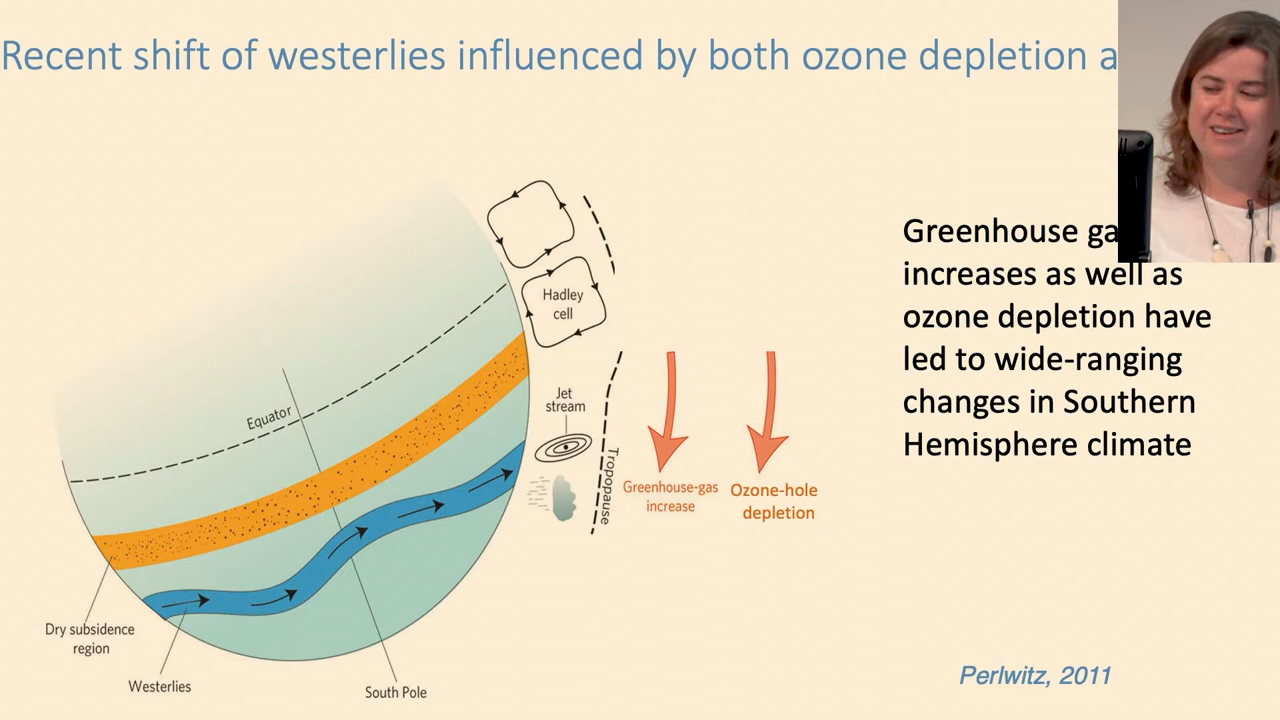 Recent shift of westerlies influenced by both ozone depletion a
Greenhouse ga
increases as well as
ozone depletion have
led to wide-ranging
changes in Southern
Hemisphere climate
Hadley
cell
Jet
stream
Equator
Tropopause
Greenhouse-gas
increase
Ozone-hole
depletion
Dry subsidence
region
Westerlies
South Pole
Perlwitz, 2011